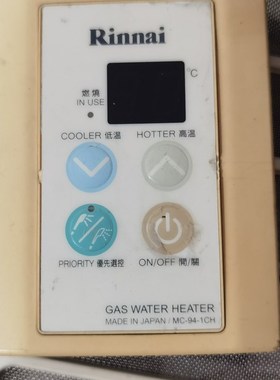 Rinnai
°C
燃燒
IN USE
COOLER 低溫
HOTTER 高溫
PRIORITY 優先選控
ON/OFF 開/關
GAS WATER HEATER
MADE IN JAPAN / MC-94-1CH